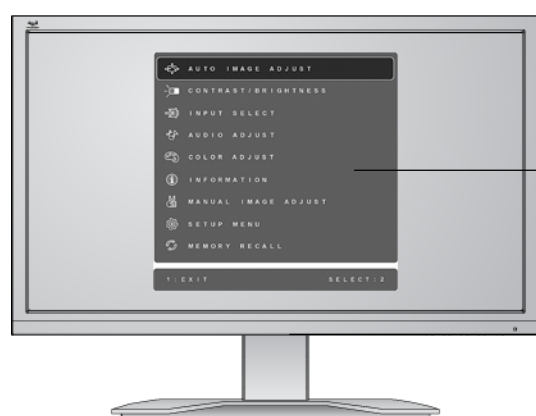 AUTO IMAGE ADJUST
CONTRAST/BRIGHTNESS
INPUT SELECT
AUDIO ADJUST
COLOR ADJUST
INFORMATION
MANUAL IMAGE ADJUST
SETUP MENU
MEMORY RECALL
1:EXIT SELECT:2